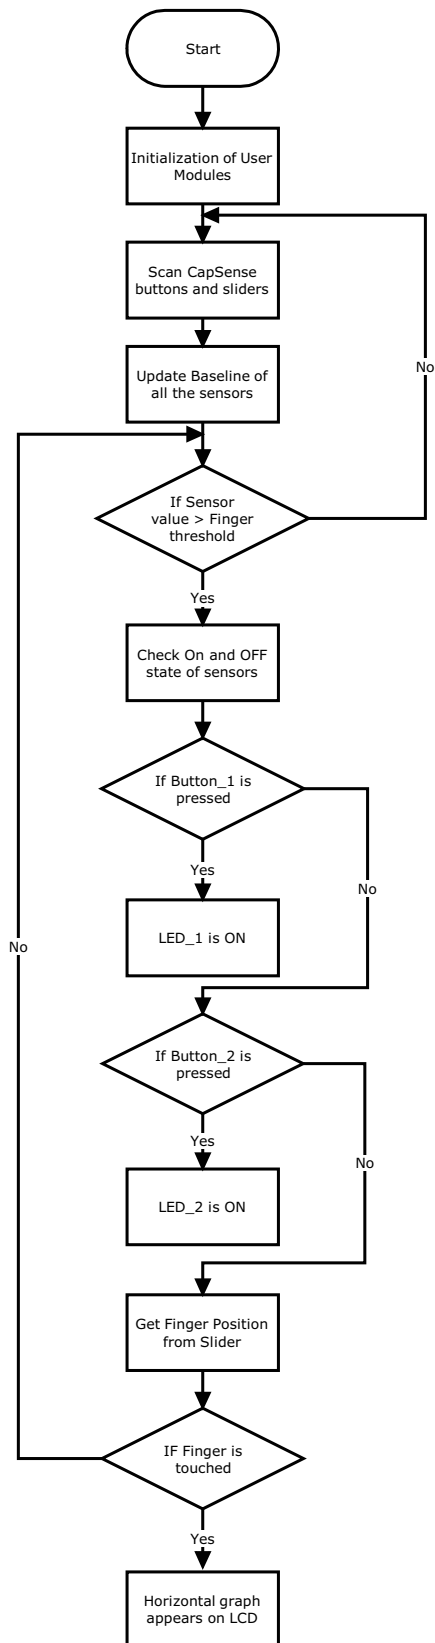 Start
Initialization of User
Modules
Scan CapSense
buttons and sliders
Update Baseline of
all the sensors
No
If Sensor
value > Finger
threshold
Yes
Check On and OFF
state of sensors
If Button_1 is
pressed
Yes
No
LED_1 is ON
No
If Button_2 is
pressed
Yes
No
LED_2 is ON
Get Finger Position
from Slider
IF Finger is
touched
Yes
Horizontal graph
appears on LCD